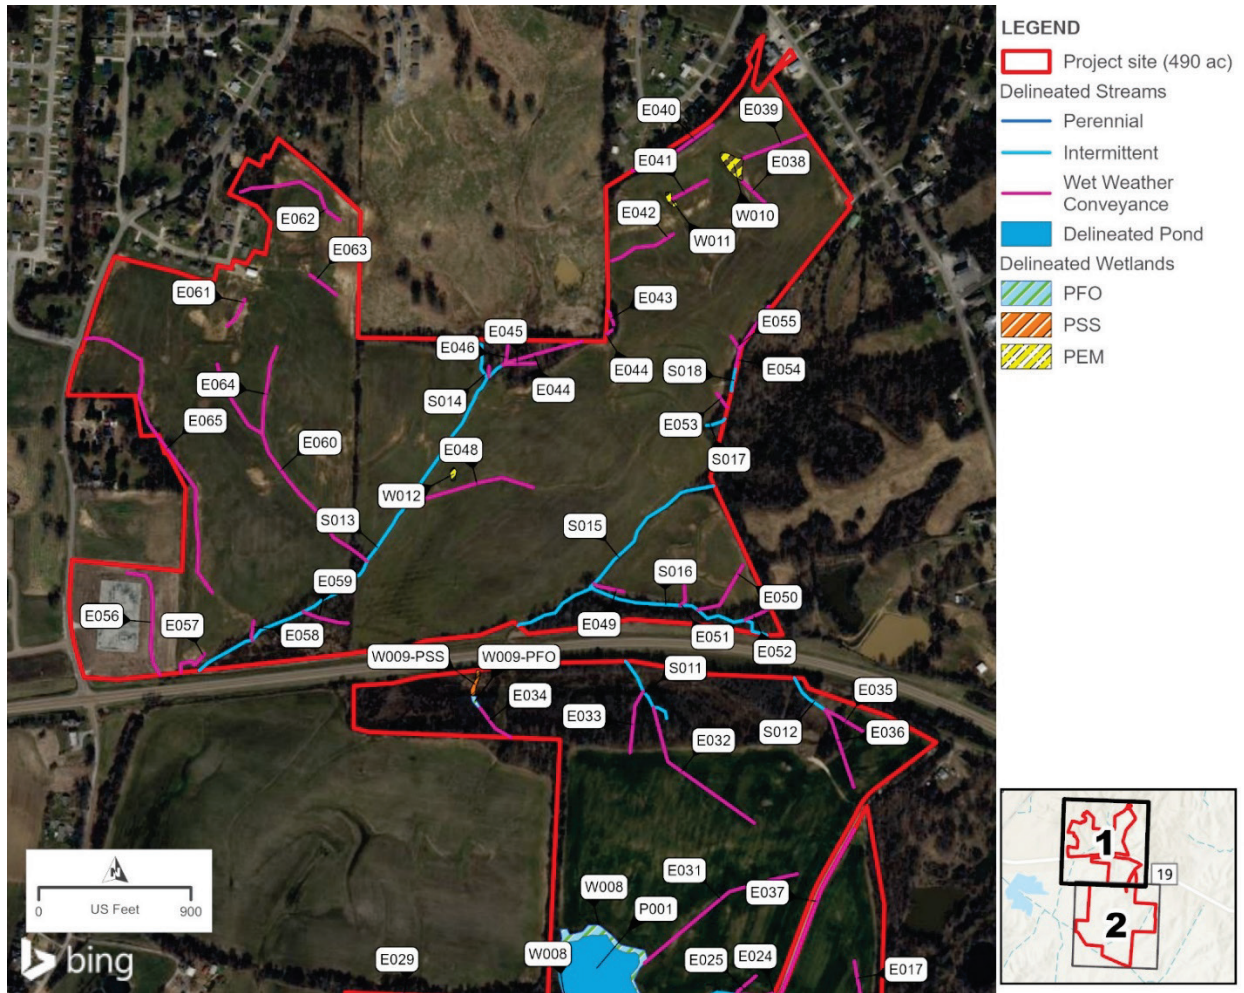 LEGEND
Project site (490 ac)
Delineated Streams
Perennial
Intermittent
Wet Weather
Conveyance
Delineated Pond
Delineated Wetlands
PFO
PSS
PEM
E040
E039
E041
E038
E062
E042
W010
W011
E063
E061
E043
E045
E055
E046
E044
E044
S018
E054
E064
S014
E065
E053
E060
E048
S017
W012
S013
S015
E059
S016
E056
E057
E058
E049
E051
E050
E052
W009-PSS
W009-PFO
S011
E034
E033
E035
S012
E036
E032
E031
E037
W008
P001
W008
E029
E025
E024
E017
N
0
US Feet
900
bing
1
19
2